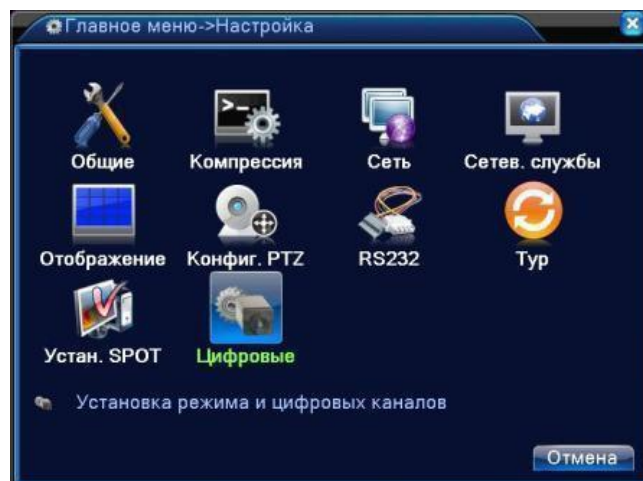 Главное меню->Настройка
Общие
Компрессия
Сеть
Сетев. службы
Отображение
Конфиг. PTZ
RS232
Тур
Устан. SPOT
Цифровые
Установка режима и цифровых каналов
Отмена